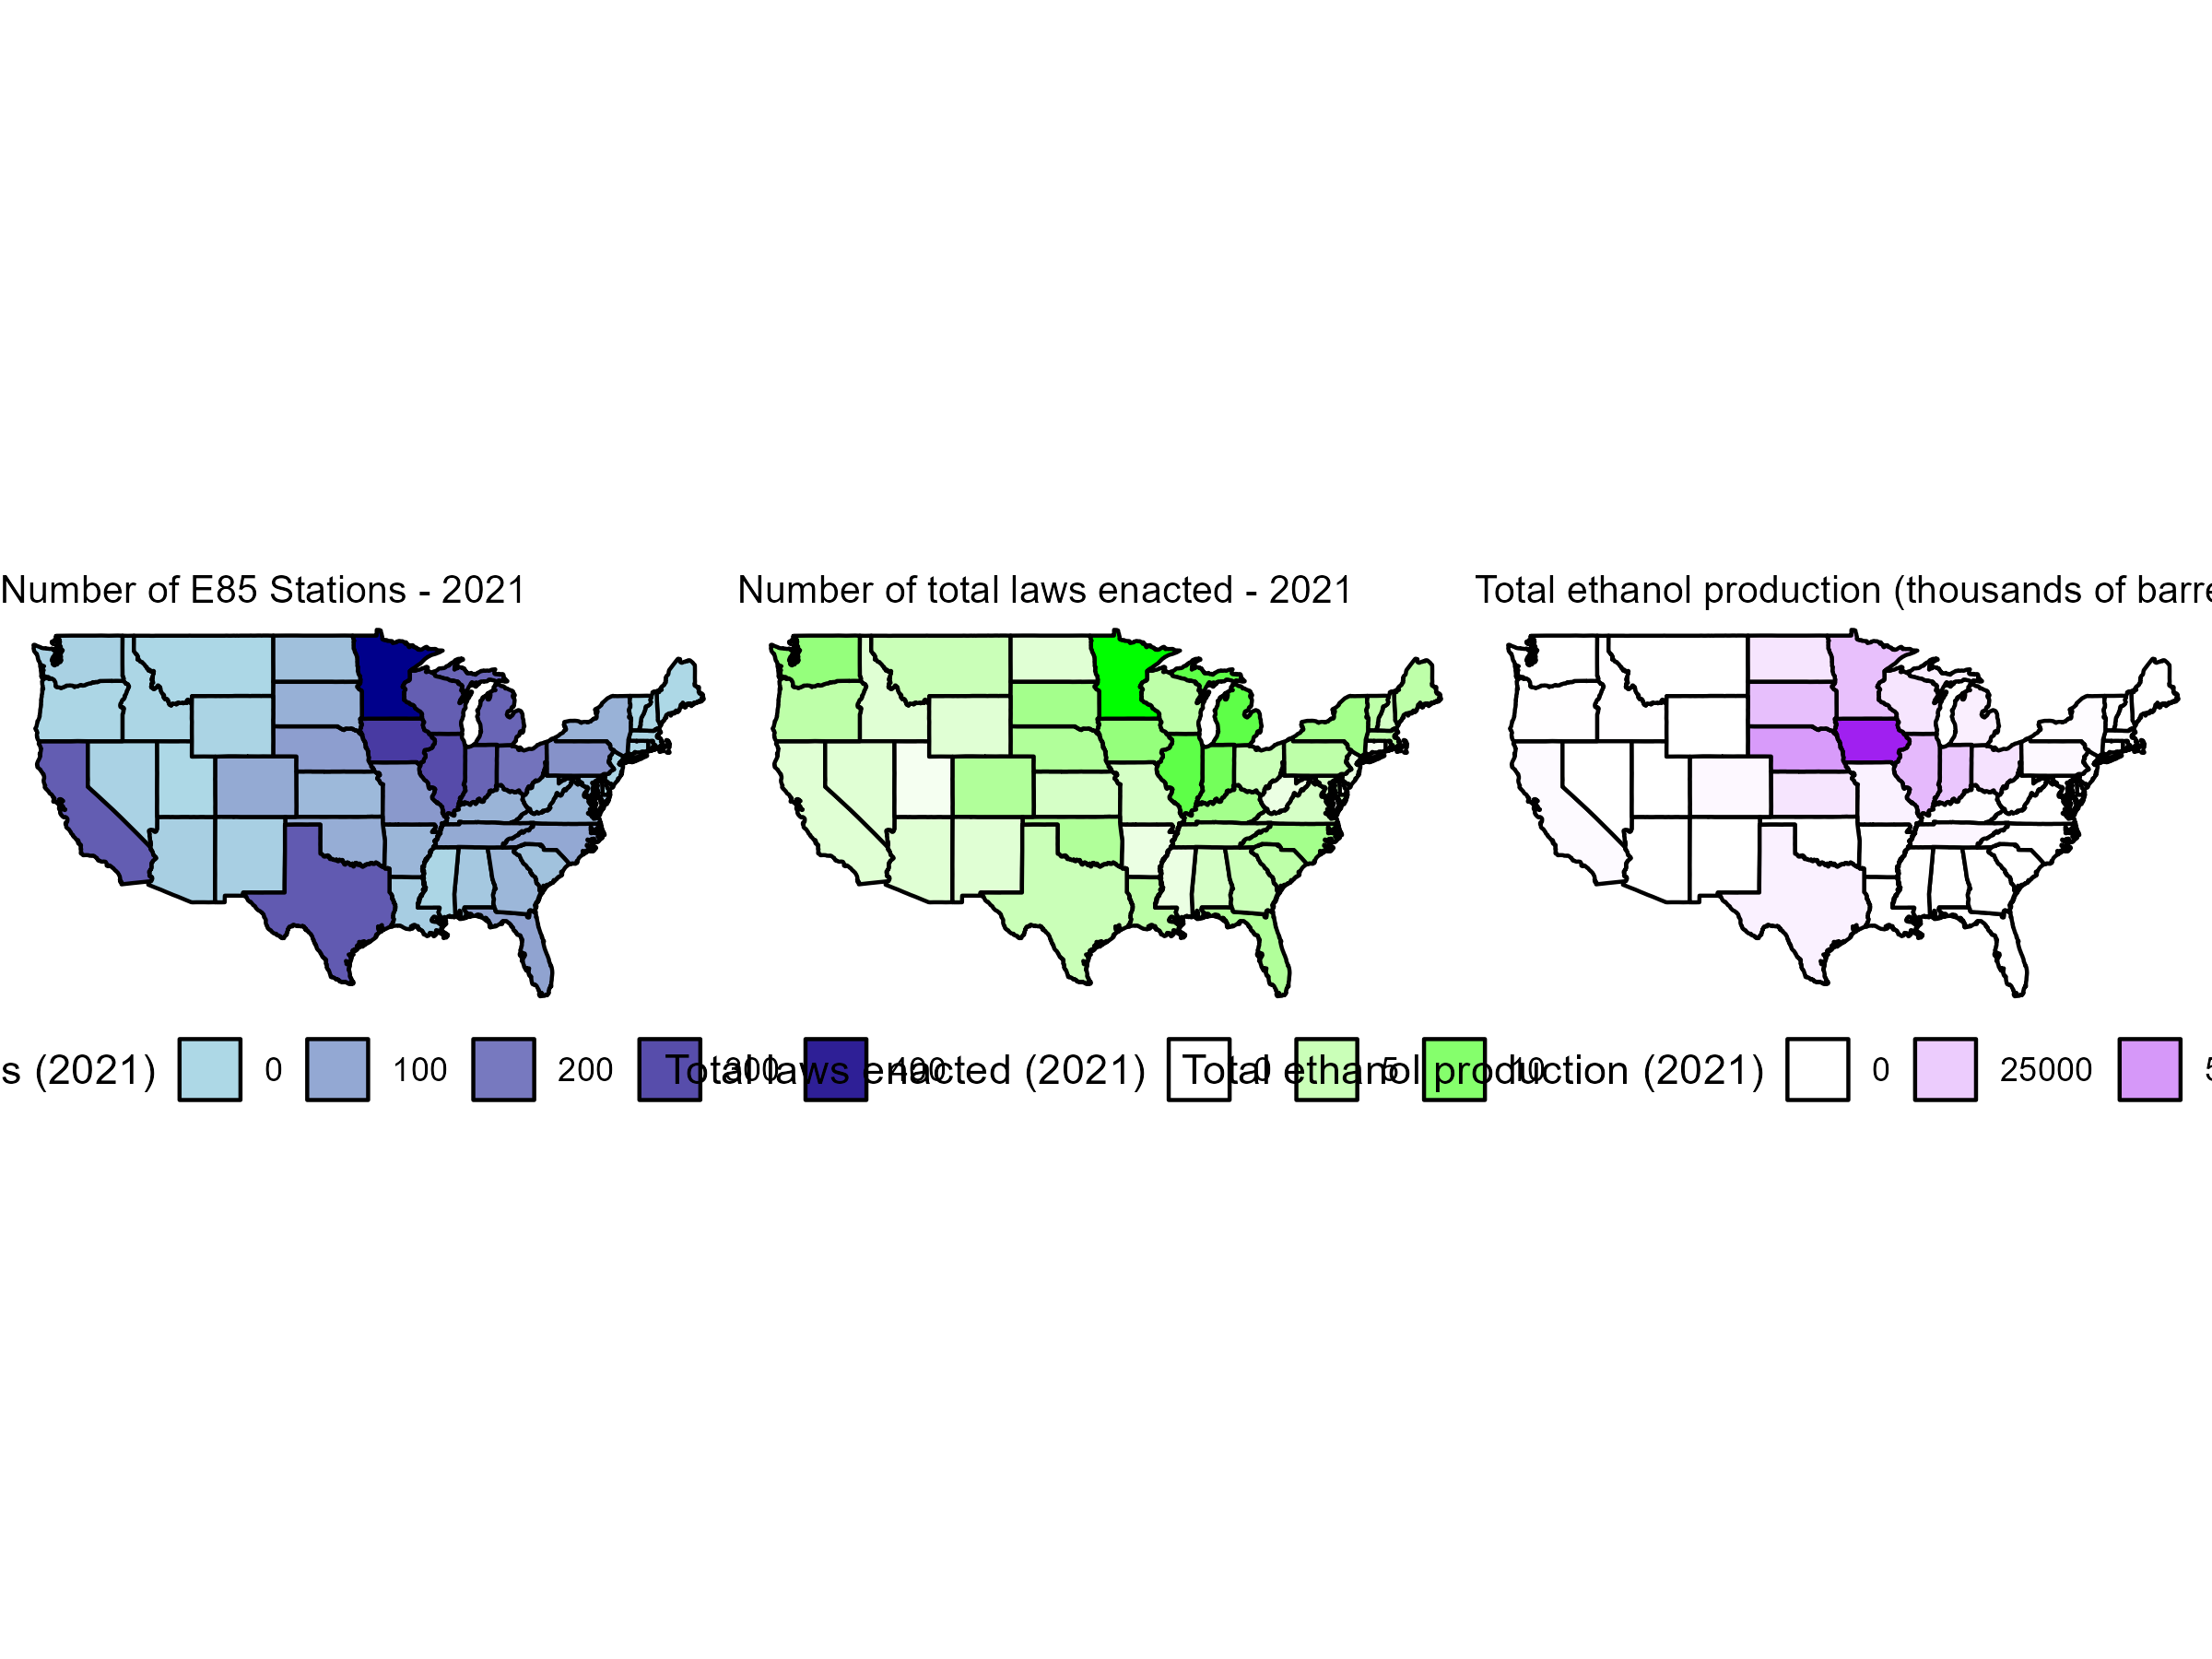 Number of E85 Stations - 2021
Number of total laws enacted - 2021
Total ethanol production (thousands of barre
s (2021) 0 100 200 300 400
Total laws enacted (2021) 0 5 10
Total ethanol production (2021) 0 25000 5